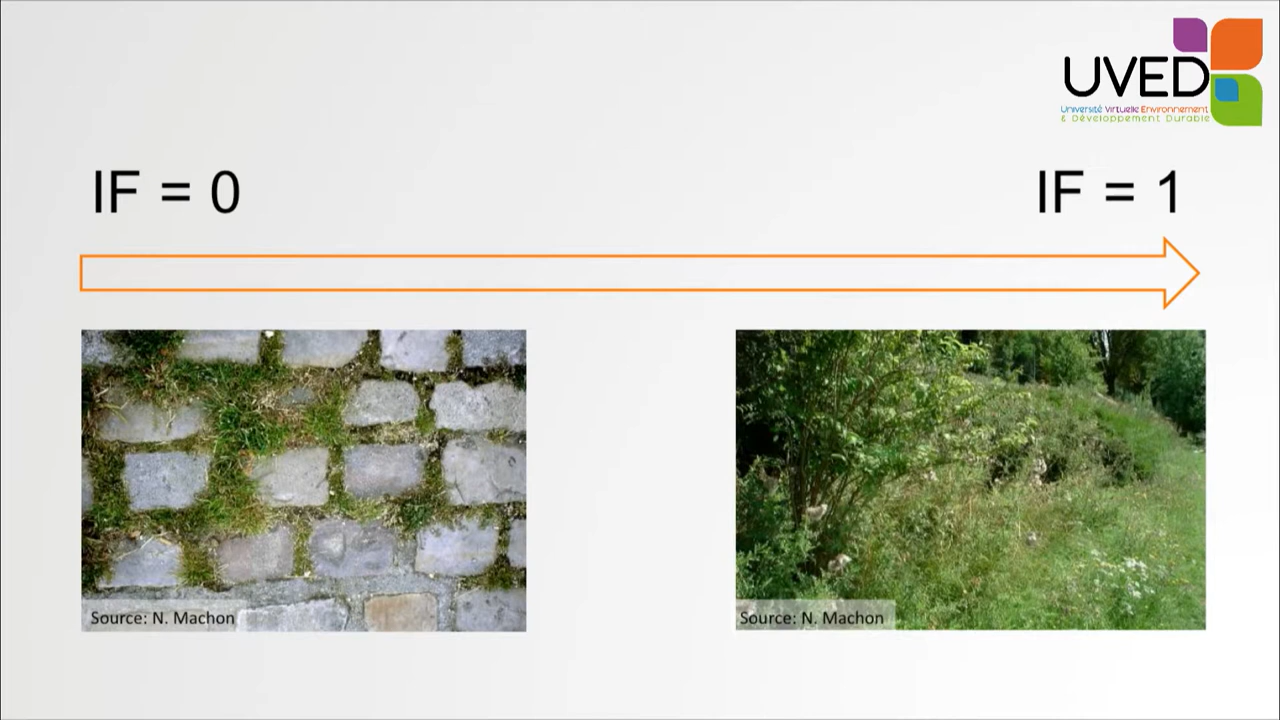 UVED
Université Virtuelle Environnement
& Développement Durable
IF = 0
IF = 1
Source: N. Machon
Source: N. Machon